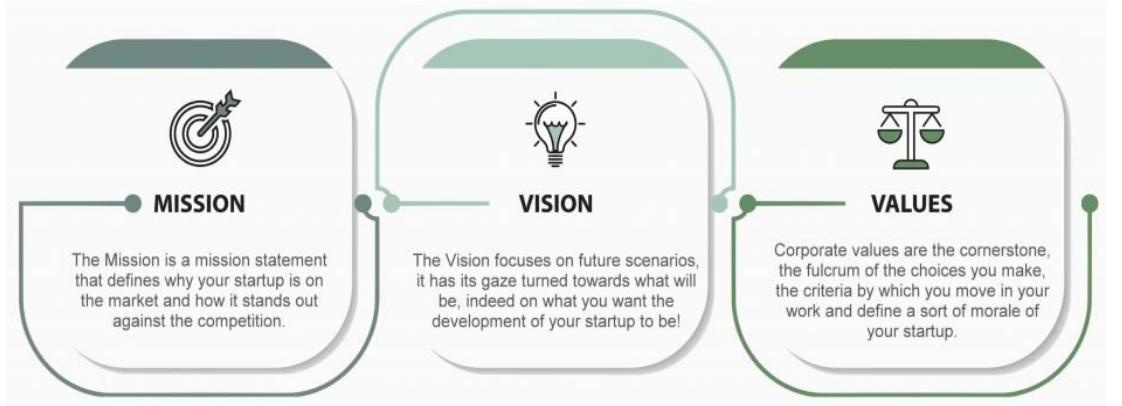 MISSION
The Mission is a mission statement
that defines why your startup is on
the market and how it stands out
against the competition.
VISION
The Vision focuses on future scenarios,
it has its gaze turned towards what will
be, indeed on what you want the
development of your startup to be!
VALUES
Corporate values are the cornerstone,
the fulcrum of the choices you make,
the criteria by which you move in your
work and define a sort of morale of
your startup.